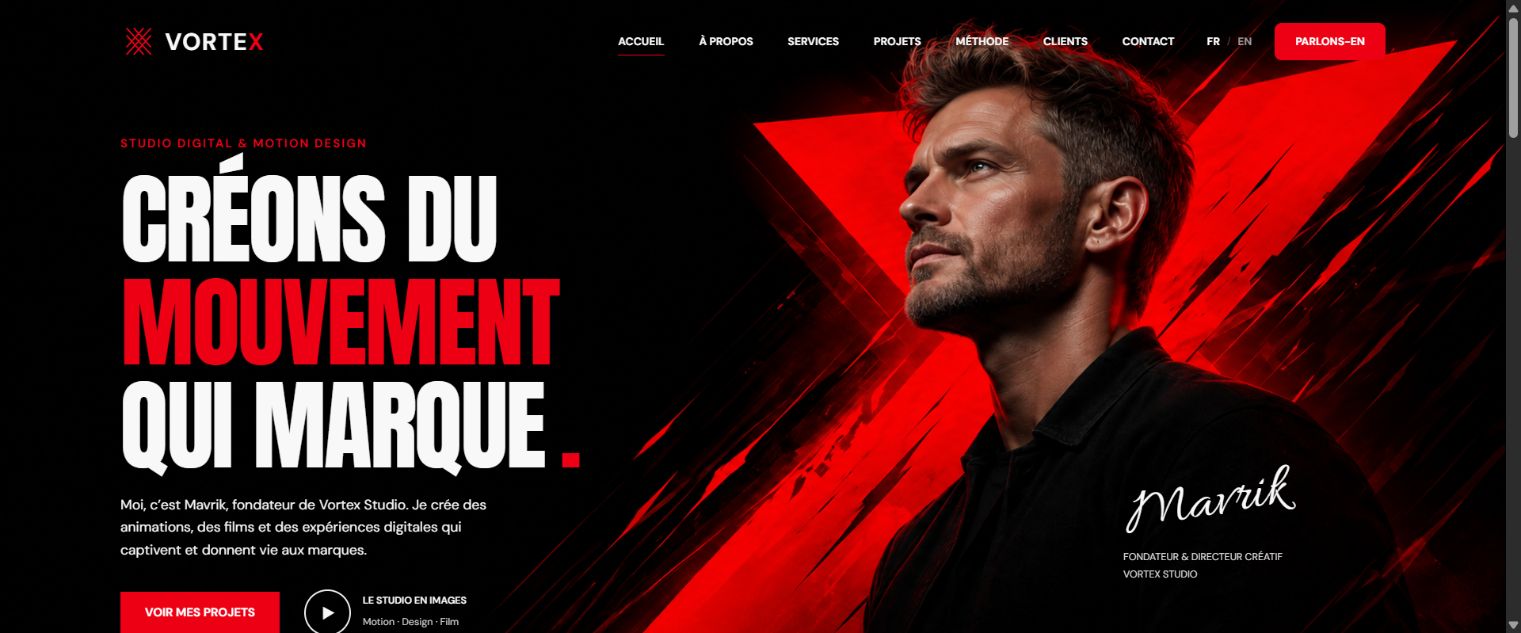 VORTEX
ACCUEIL À PROPOS SERVICES PROJETS MÉTHODE CLIENTS CONTACT FR / EN PARLONS-EN
STUDIO DIGITAL & MOTION DESIGN
CRÉONS DU
MOUVEMENT
QUI MARQUE.
Moi, c’est Mavrik, fondateur de Vortex Studio. Je crée des
animations, des films et des expériences digitales qui
captivent et donnent vie aux marques.
VOIR MES PROJETS
LE STUDIO EN IMAGES
Motion · Design · Film
Mavrik
FONDATEUR & DIRECTEUR CRÉATIF
VORTEX STUDIO